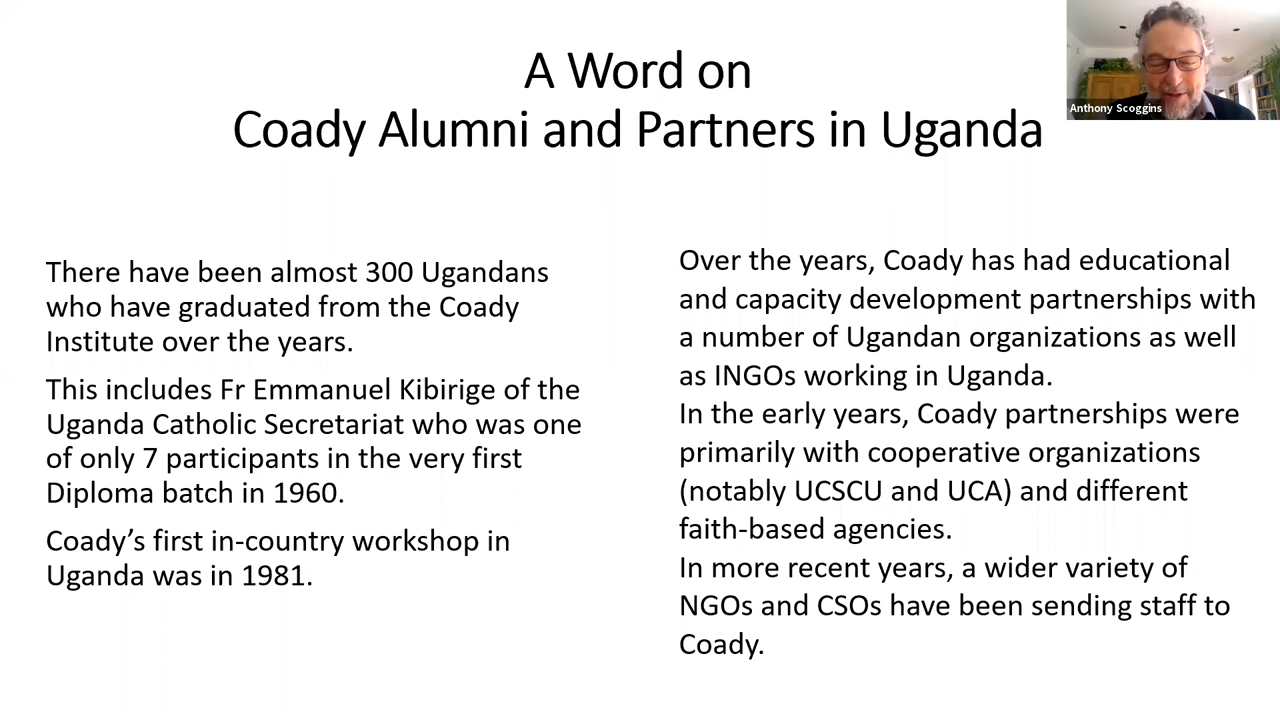 A Word on
Coady Alumni and Partners in Uganda
Anthony Scoggins
There have been almost 300 Ugandans
who have graduated from the Coady
Institute over the years.
This includes Fr Emmanuel Kibirige of the
Uganda Catholic Secretariat who was one
of only 7 participants in the very first
Diploma batch in 1960.
Coady’s first in-country workshop in
Uganda was in 1981.
Over the years, Coady has had educational
and capacity development partnerships with
a number of Ugandan organizations as well
as INGOs working in Uganda.
In the early years, Coady partnerships were
primarily with cooperative organizations
(notably UCSCU and UCA) and different
faith-based agencies.
In more recent years, a wider variety of
NGOs and CSOs have been sending staff to
Coady.